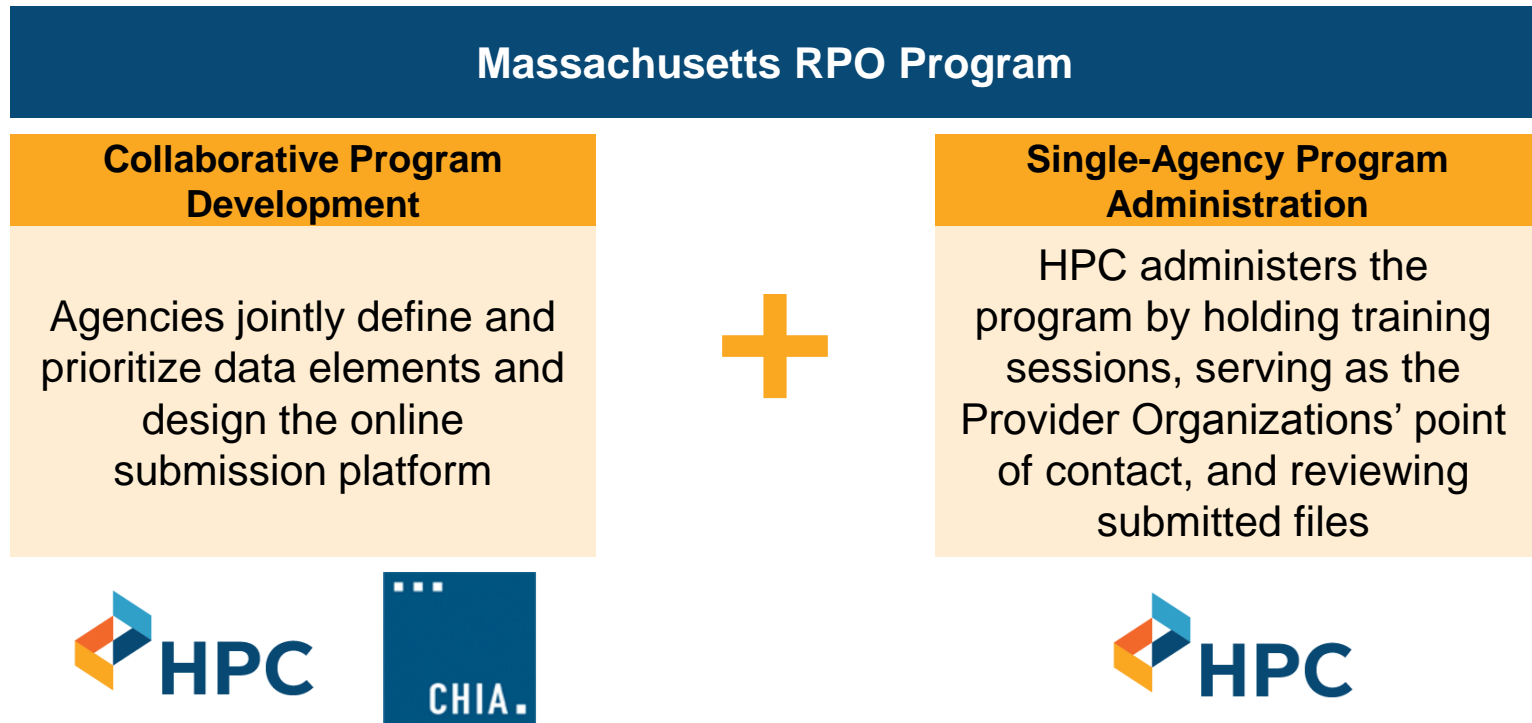 Massachusetts RPO Program
Collaborative Program
Development
Agencies jointly define and
prioritize data elements and
design the online
submission platform
Single-Agency Program
Administration
HPC administers the
program by holding training
sessions, serving as the
Provider Organizations’ point
of contact, and reviewing
submitted files
HPC
CHIA.
HPC